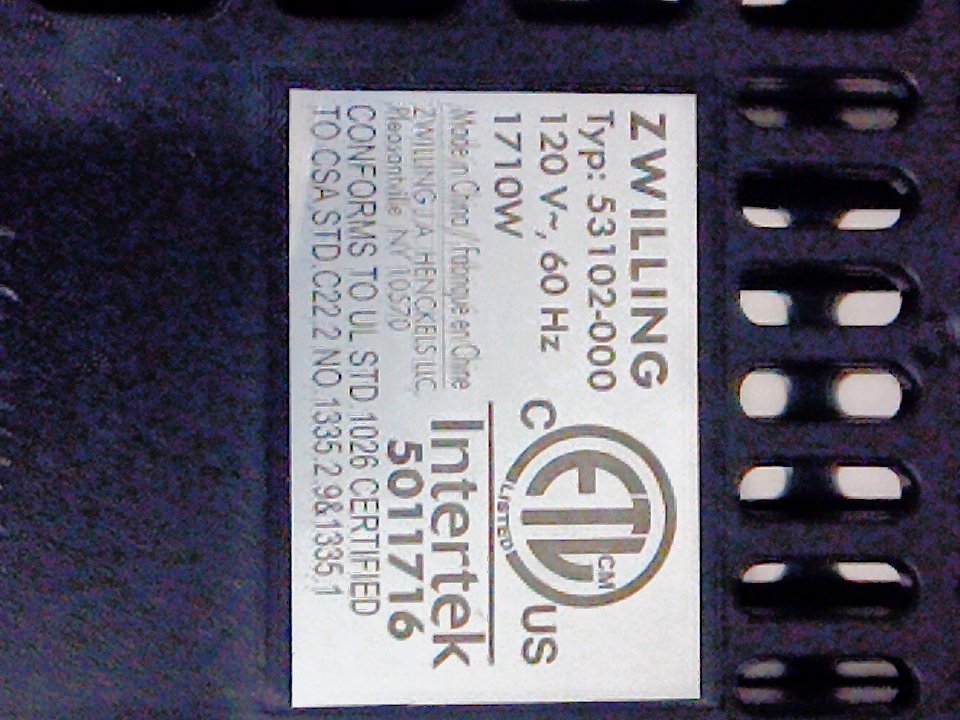 ZWILLING
Typ: 53102-000
120 V~, 60 Hz
1710W
C ETL CM US
LISTED
Made in China / Fabriqué en Chine
ZWILLING J.A. HENCKELS LLC.
Pleasantville NY 10570
Intertek
5011716
CONFORMS TO UL STD.1026 CERTIFIED
TO CSA STD.C22.2 NO.1335.2.9&1335.1